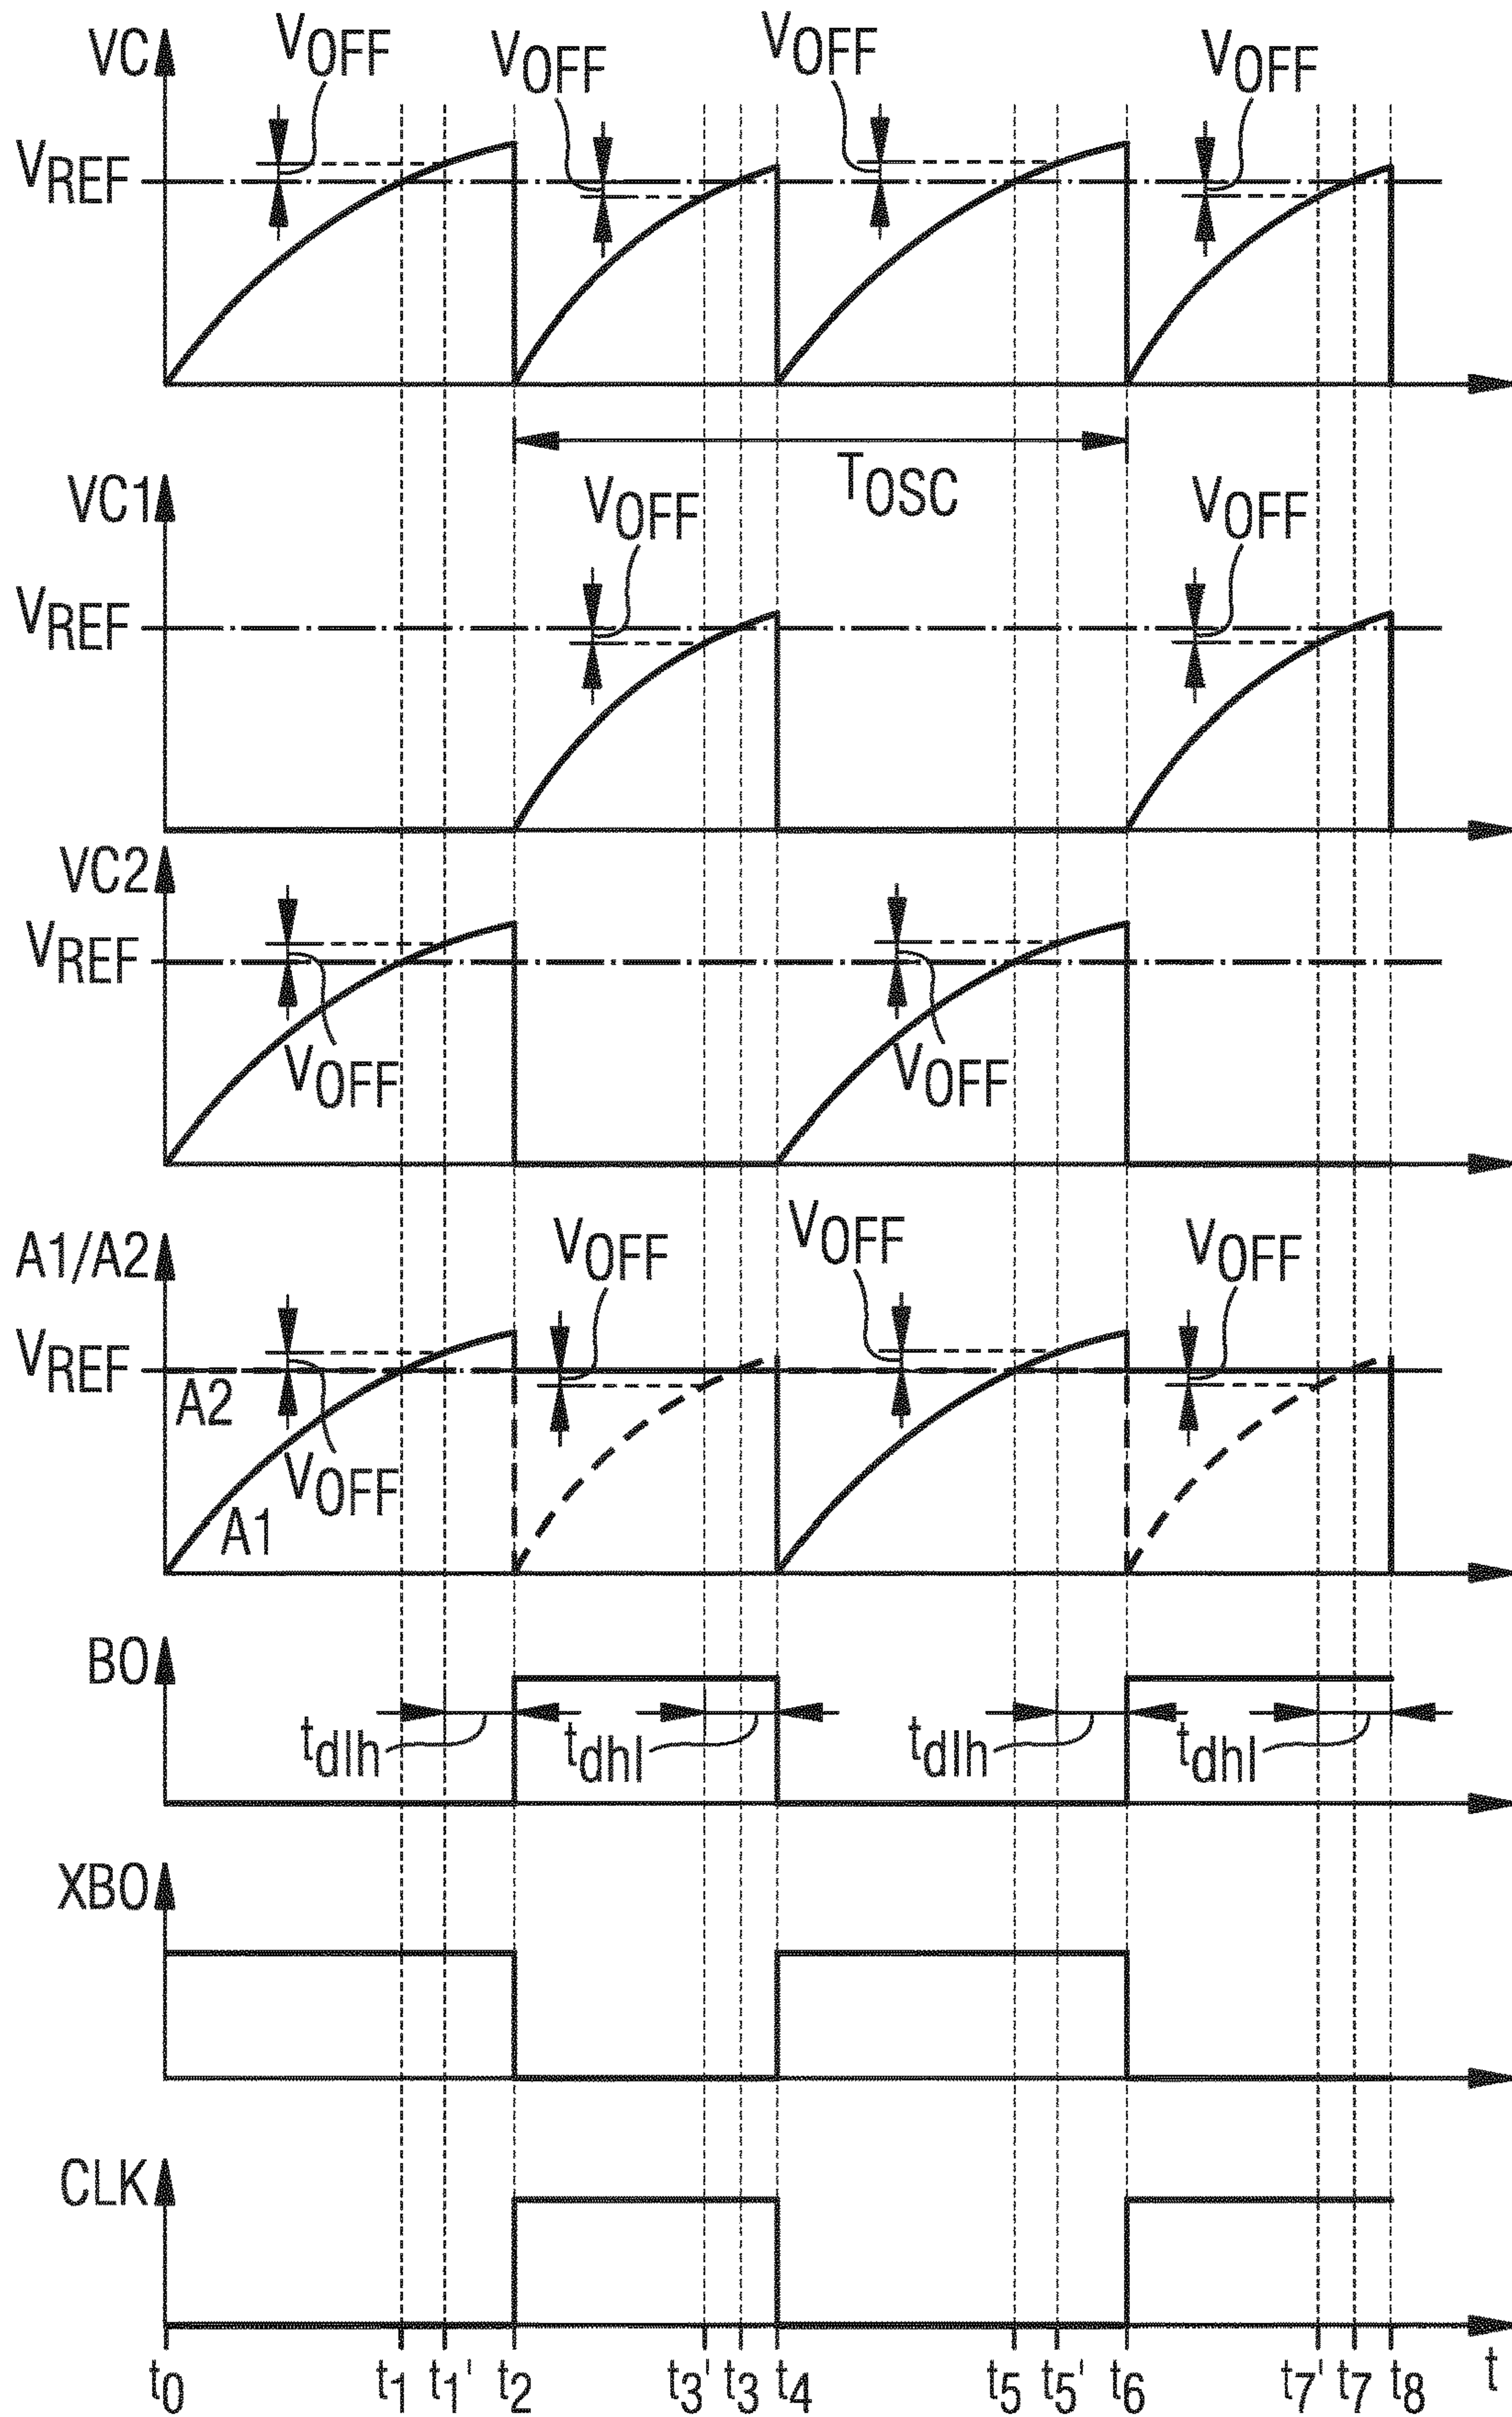 VC
VOFF VOFF VOFF VOFF
VREF
TOSC
VC1
VOFF VOFF
VREF
VC2
VREF
VOFF VOFF
A1/A2
VOFF VOFF VOFF
VREF
A2
VOFF
A1
BO
tdlh tdhl tdlh tdhl
XBO
CLK
t0 t1 t1' t2 t3' t3 t4 t5 t5' t6 t7' t7 t8 t